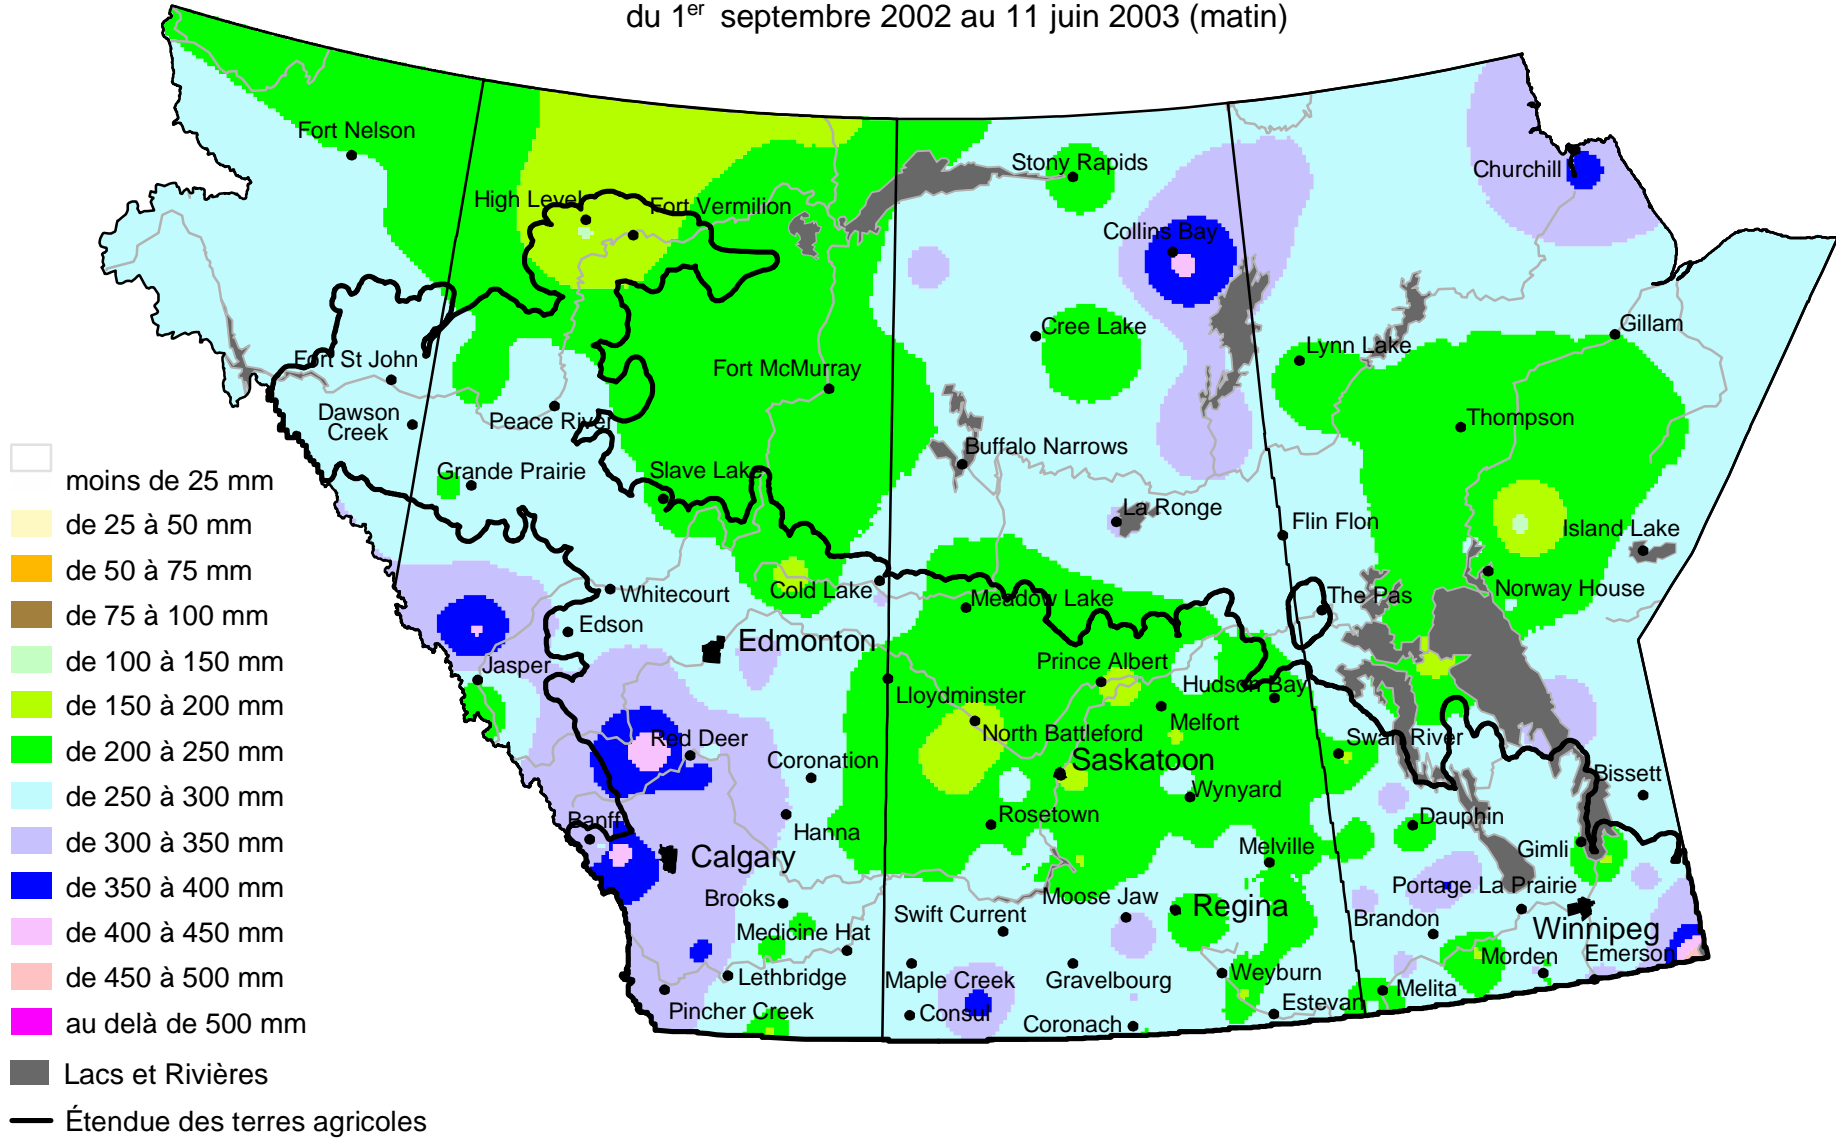 du 1er septembre 2002 au 11 juin 2003 (matin)
Fort Nelson
Stony Rapids
Churchill
High Level
Fort Vermilion
Collins Bay
Cree Lake
Gillam
Lynn Lake
Fort St John
Fort McMurray
Dawson
Creek
Peace River
Thompson
Buffalo Narrows
Grande Prairie
Slave Lake
La Ronge
Flin Flon
Island Lake
Whitecourt
Cold Lake
Meadow Lake
The Pas
Norway House
Edson
Edmonton
Jasper
Prince Albert
Hudson Bay
Lloydminster
North Battleford
Melfort
Red Deer
Coronation
Saskatoon
Swan River
Bissett
Wynyard
Banff
Hanna
Rosetown
Dauphin
Calgary
Melville
Gimli
Brooks
Moose Jaw
Portage La Prairie
Swift Current
Regina
Brandon
Winnipeg
Medicine Hat
Morden
Emerson
Lethbridge
Maple Creek
Gravelbourg
Weyburn
Melita
Pincher Creek
Consul
Coronach
Estevan
moins de 25 mm
de 25 à 50 mm
de 50 à 75 mm
de 75 à 100 mm
de 100 à 150 mm
de 150 à 200 mm
de 200 à 250 mm
de 250 à 300 mm
de 300 à 350 mm
de 350 à 400 mm
de 400 à 450 mm
de 450 à 500 mm
au delà de 500 mm
Lacs et Rivières
Étendue des terres agricoles